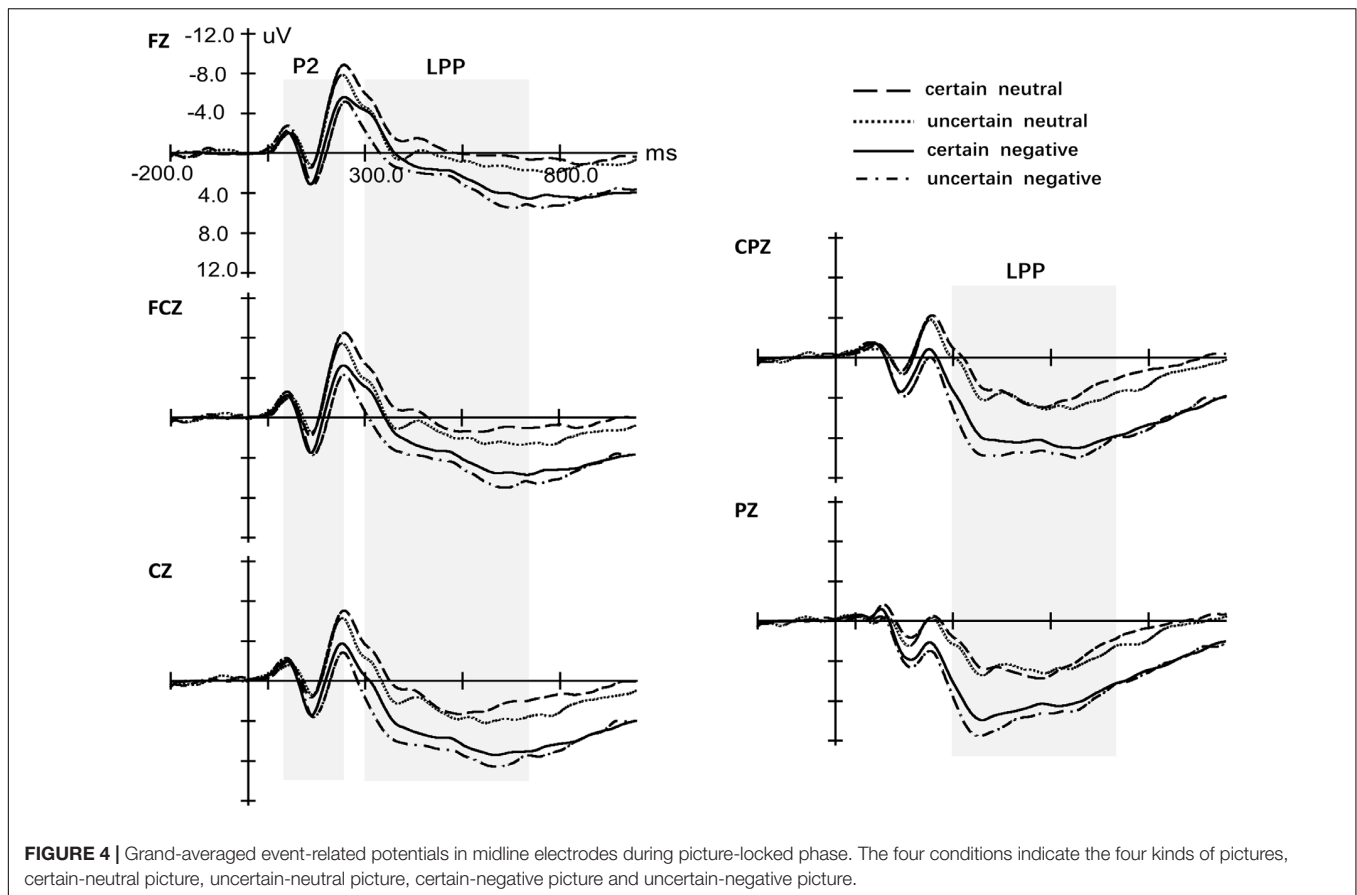 FZ
-12.0 uV
P2
LPP
-8.0
-4.0
ms
-200.0
300.0
800.0
4.0
8.0
12.0
certain neutral
uncertain neutral
certain negative
uncertain negative
FCZ
CZ
CPZ
LPP
PZ
FIGURE 4 | Grand-averaged event-related potentials in midline electrodes during picture-locked phase. The four conditions indicate the four kinds of pictures,
certain-neutral picture, uncertain-neutral picture, certain-negative picture and uncertain-negative picture.